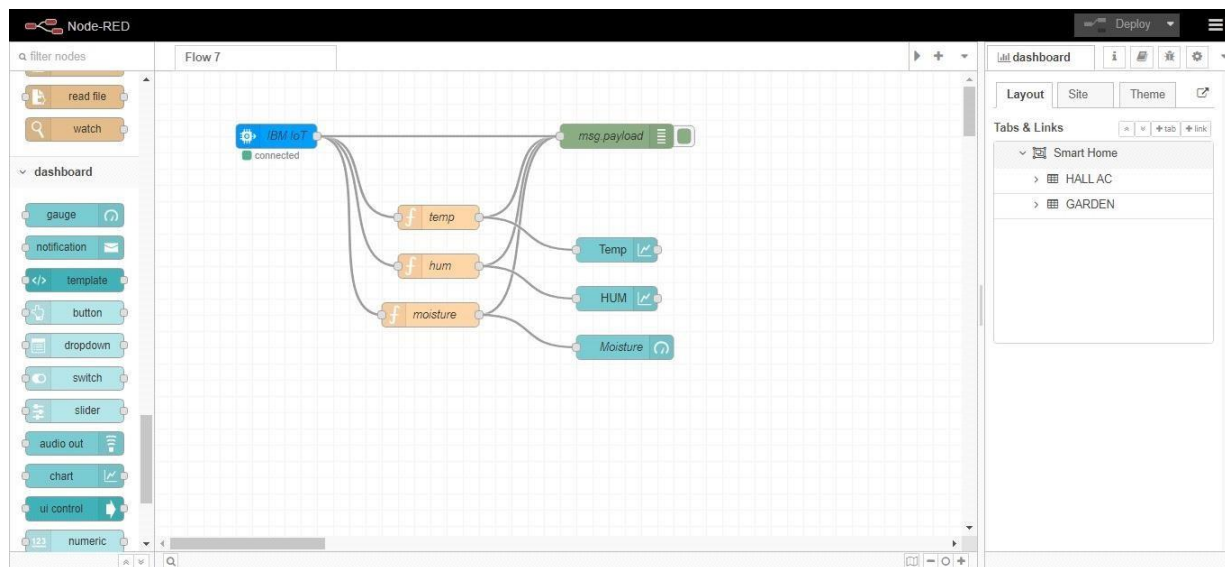 Node-RED
Deploy
filter nodes
read file
watch
dashboard
gauge
notification
template
button
dropdown
switch
slider
audio out
chart
ui control
123 numeric
Flow 7
IBM IoT
connected
msg.payload
temp
Temp
hum
HUM
moisture
Moisture
dashboard
Layout Site Theme
Tabs & Links + tab + link
Smart Home
HALL AC
GARDEN